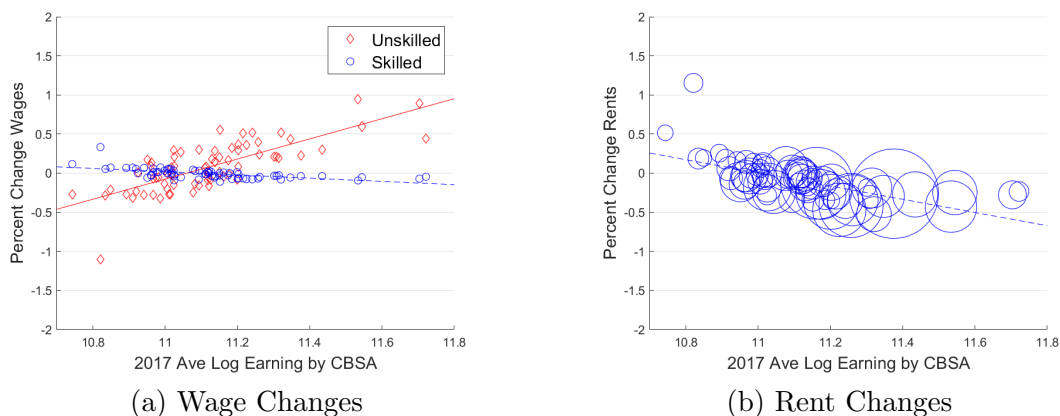 2
1.5
1
0.5
0
-0.5
-1
-1.5
-2
Percent Change Wages
Unskilled
Skilled
10.8 11 11.2 11.4 11.6 11.8
2017 Ave Log Earning by CBSA
(a) Wage Changes
2
1.5
1
0.5
0
-0.5
-1
-1.5
-2
Percent Change Rents
10.8 11 11.2 11.4 11.6 11.8
2017 Ave Log Earning by CBSA
(b) Rent Changes